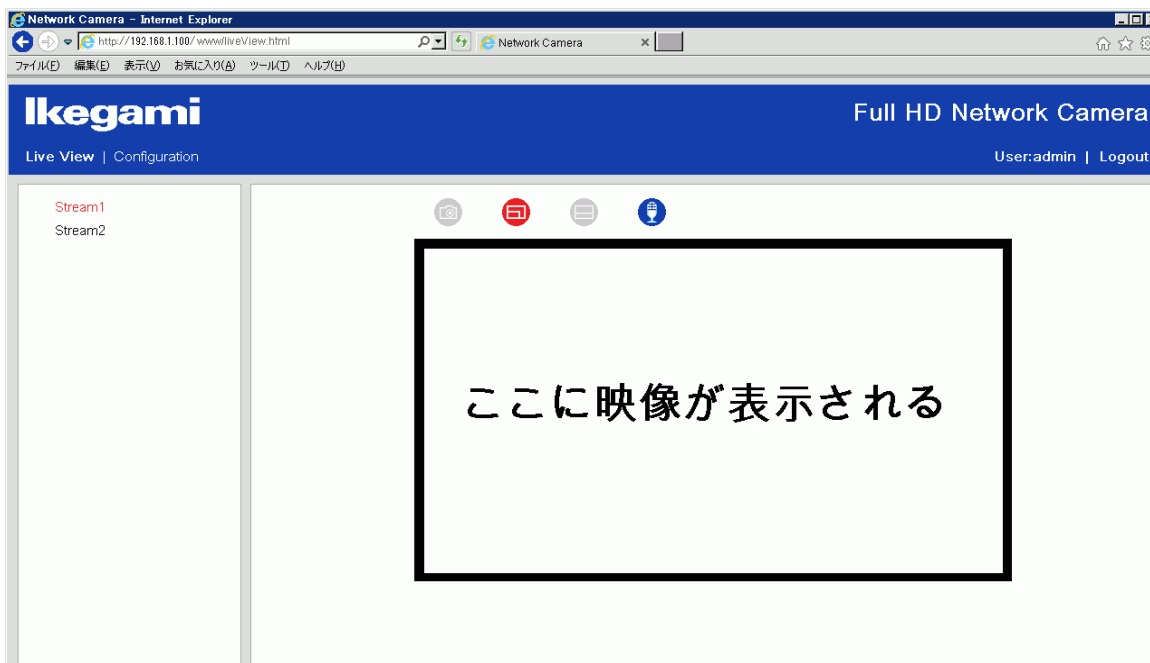 Network Camera - Internet Explorer
http://192.168.1.100/www/liveView.html
Network Camera
ファイル(F) 編集(E) 表示(V) お気に入り(A) ツール(T) ヘルプ(H)
Ikegami
Full HD Network Camera
Live View | Configuration
User:admin | Logout
Stream1
Stream2
ここに映像が表示される